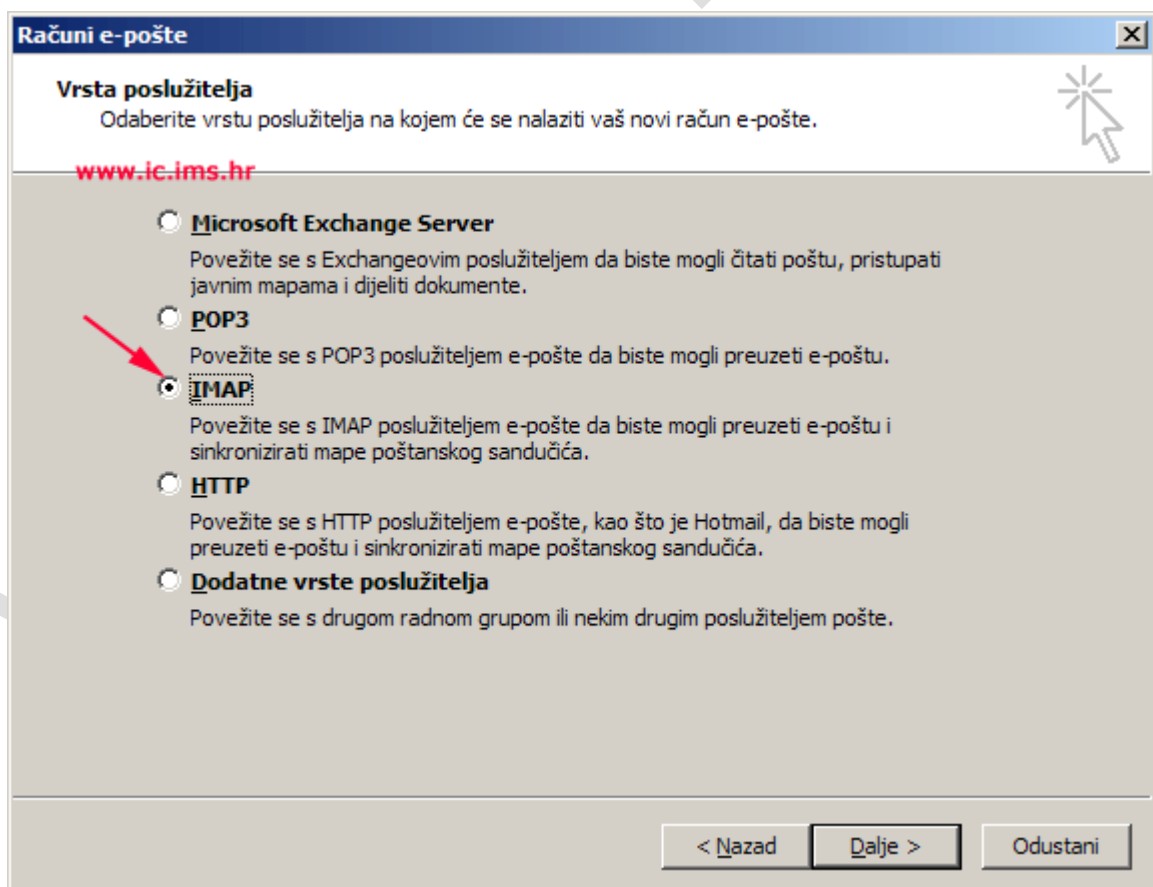 Računi e-pošte
Vrsta poslužitelja
Odaberite vrstu poslužitelja na kojem će se nalaziti vaš novi račun e-pošte.
www.ic.ims.hr
Microsoft Exchange Server
Povežite se s Exchangeovim poslužiteljem da biste mogli čitati poštu, pristupati
javnim mapama i dijeliti dokumente.
POP3
Povežite se s POP3 poslužiteljem e-pošte da biste mogli preuzeti e-poštu.
IMAP
Povežite se s IMAP poslužiteljem e-pošte da biste mogli preuzeti e-poštu i
sinkronizirati mape poštanskog sandučića.
HTTP
Povežite se s HTTP poslužiteljem e-pošte, kao što je Hotmail, da biste mogli
preuzeti e-poštu i sinkronizirati mape poštanskog sandučića.
Dodatne vrste poslužitelja
Povežite se s drugom radnom grupom ili nekim drugim poslužiteljem pošte.
< Nazad Dalje > Odustani